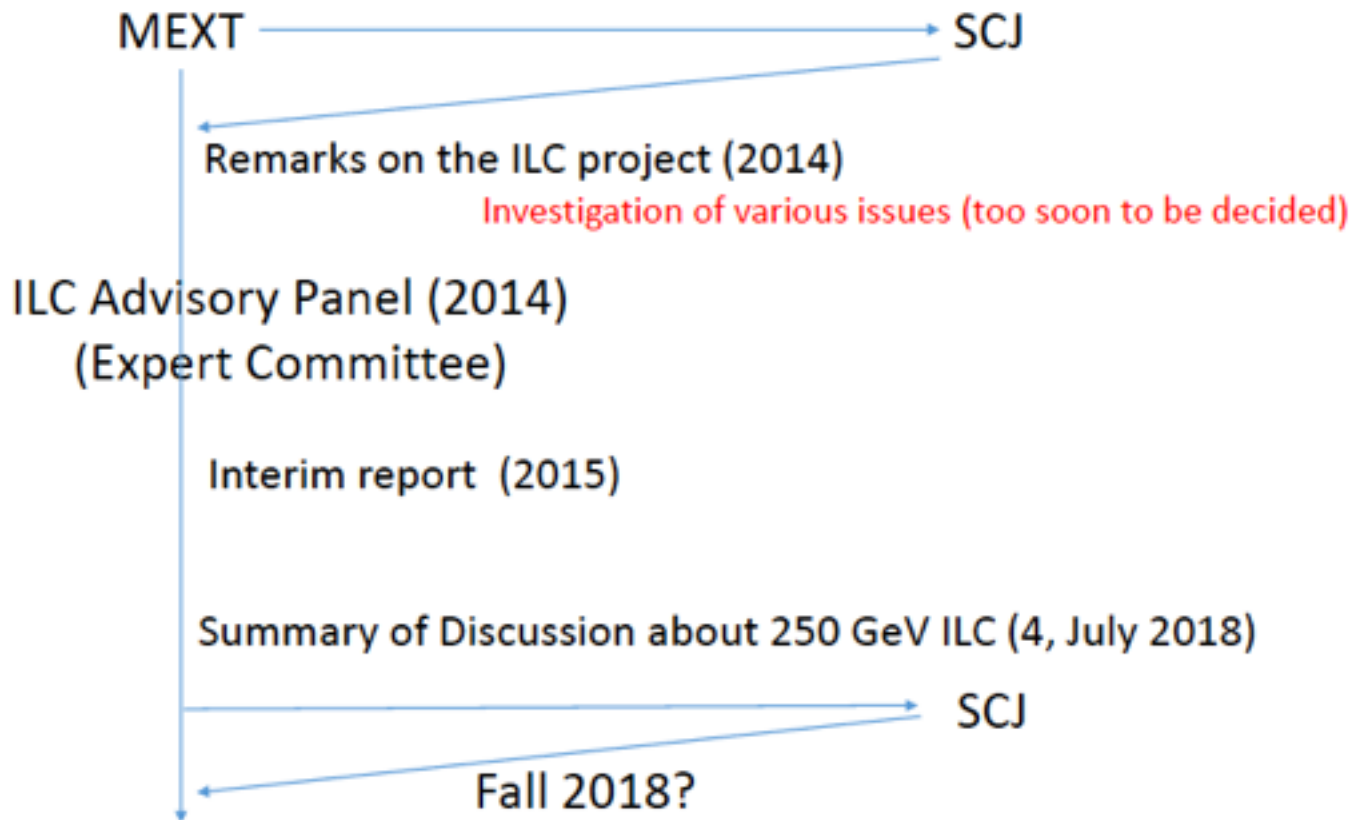 MEXT SCJ
Remarks on the ILC project (2014)
Investigation of various issues (too soon to be decided)
ILC Advisory Panel (2014)
(Expert Committee)
Interim report (2015)
Summary of Discussion about 250 GeV ILC (4, July 2018)
SCJ
Fall 2018?